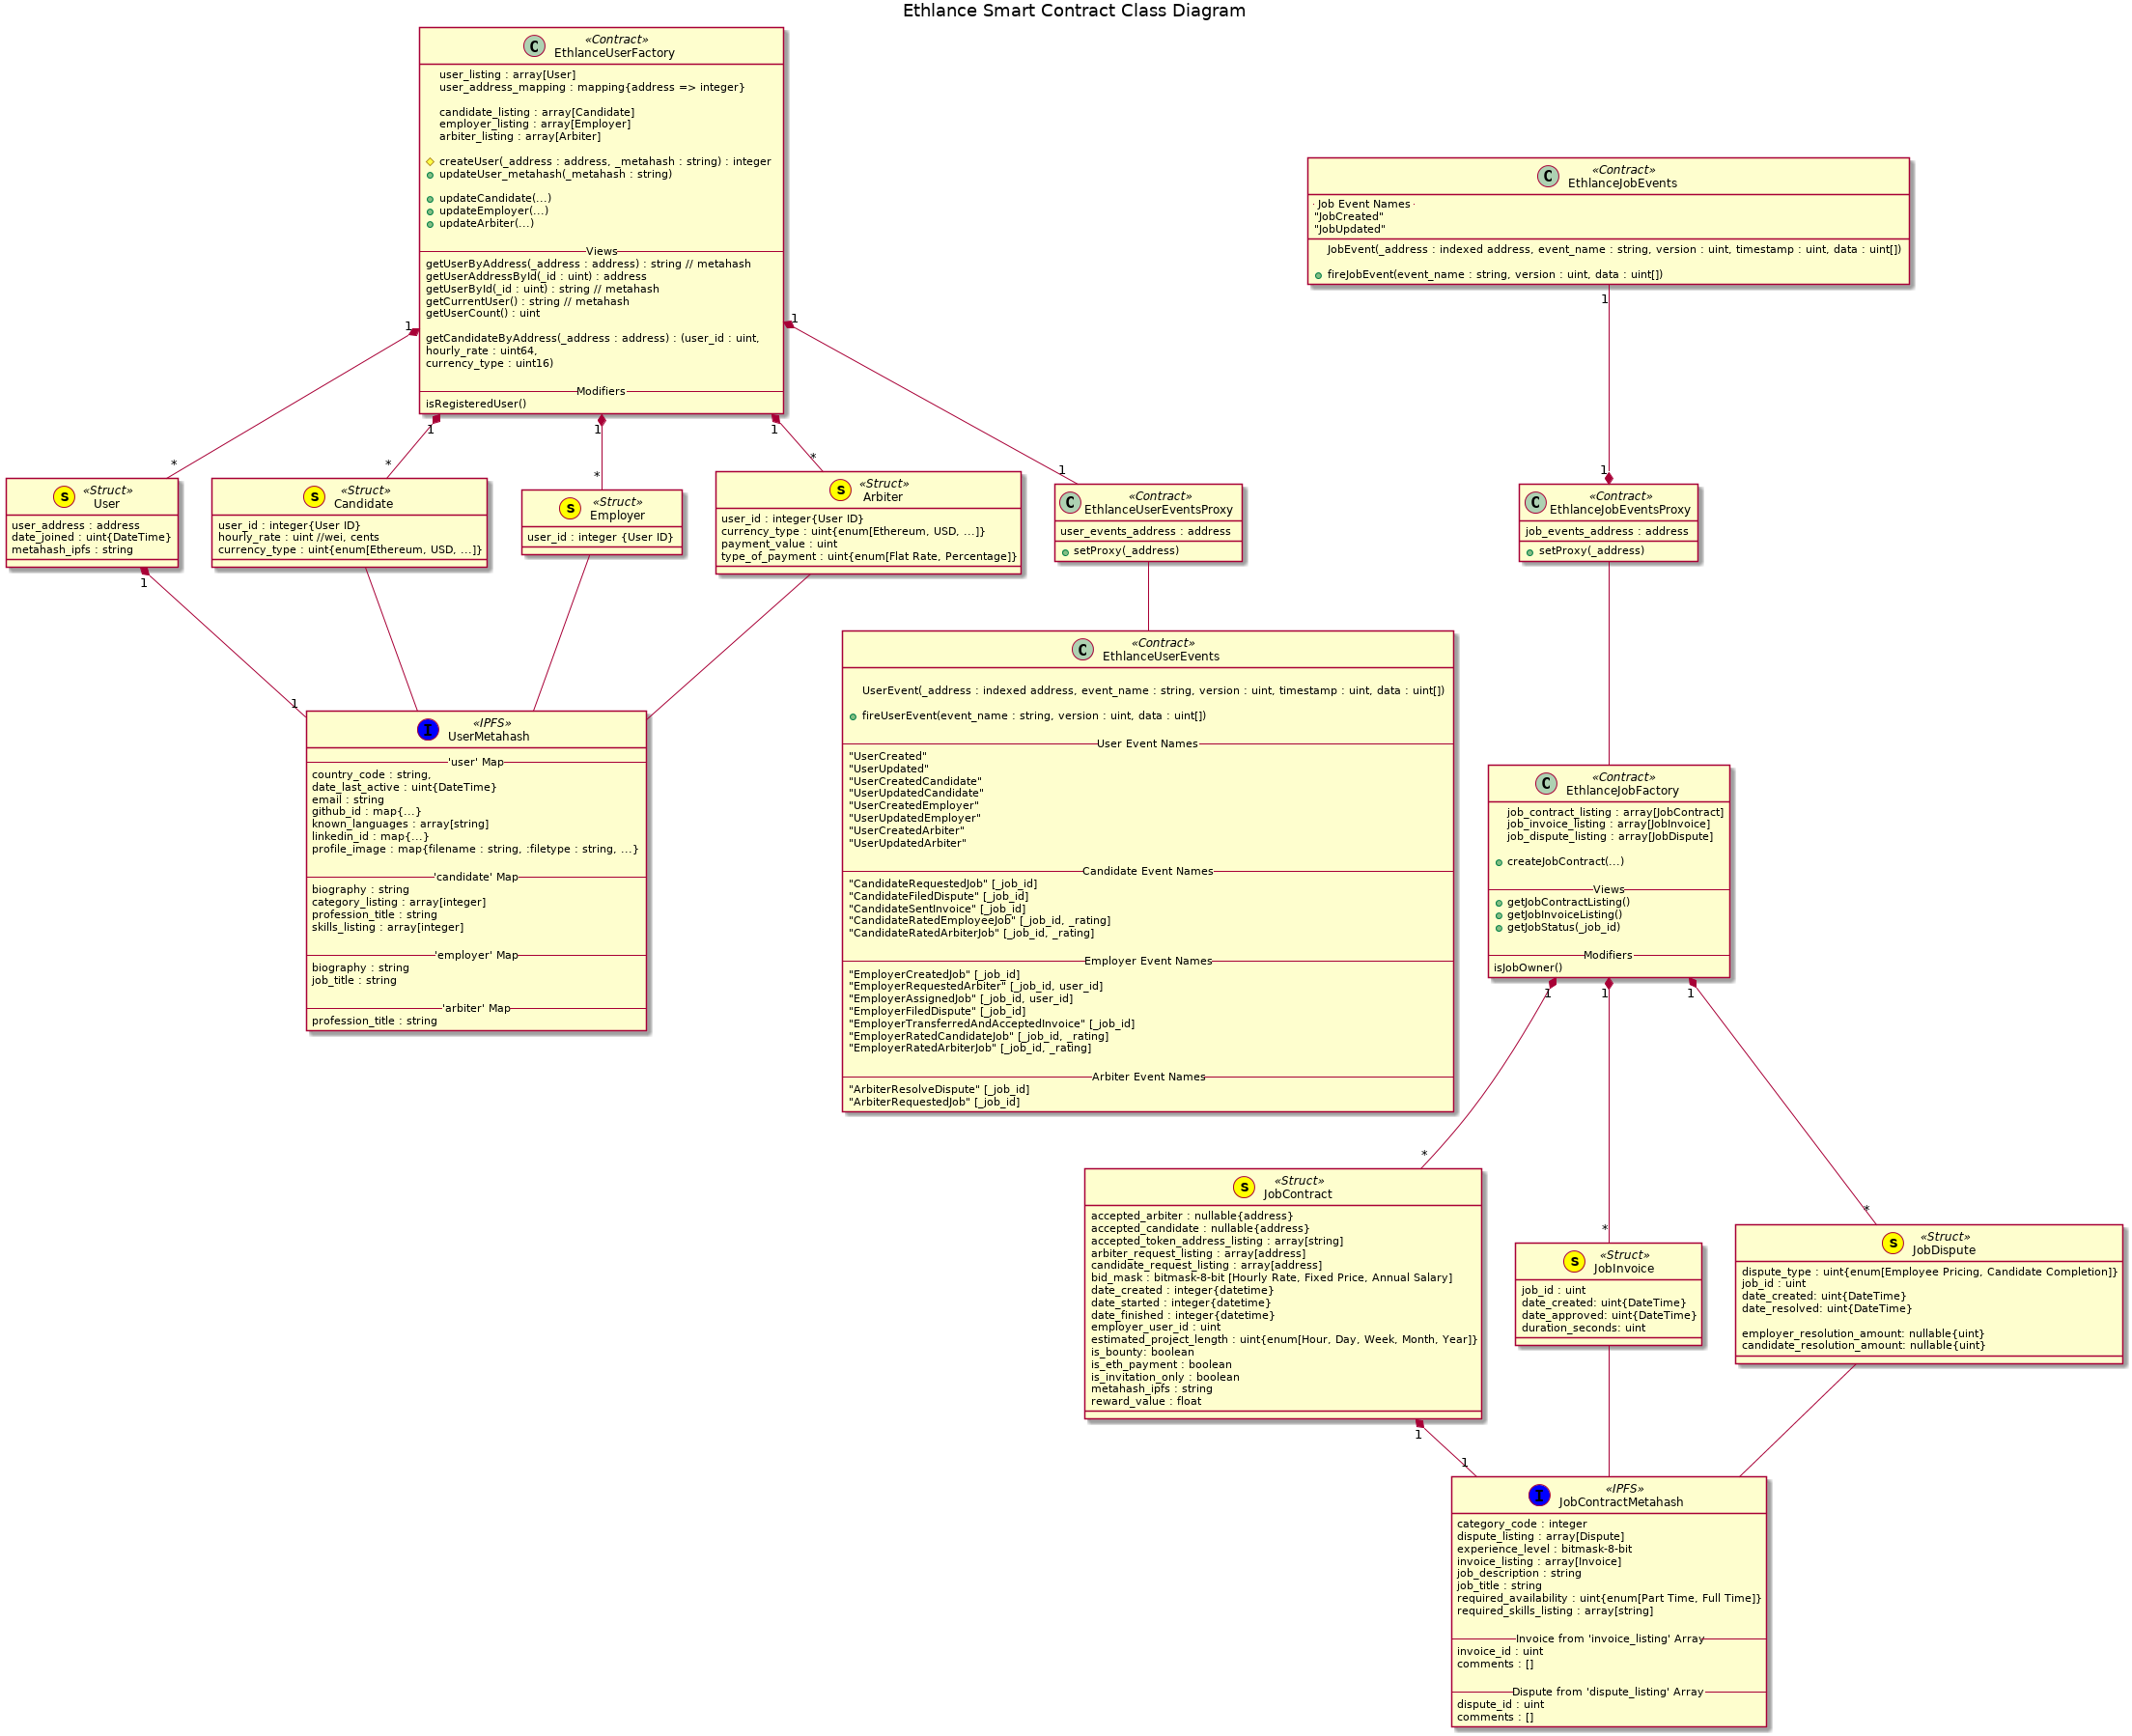 Ethlance Smart Contract Class Diagram
C
«Contract»
EthlanceUserFactory
user_listing : array[User]
user_address_mapping : mapping{address => integer}
candidate_listing : array[Candidate]
employer_listing : array[Employer]
arbiter_listing : array[Arbiter]
createUser(_address : address, _metahash : string) : integer
updateUser_metahash(_metahash : string)
updateCandidate(...)
updateEmployer(...)
updateArbiter(...)
Views
getUserByAddress(_address : address) : string // metahash
getUserAddressById(_id : uint) : address
getUserById(_id : uint) : string // metahash
getCurrentUser() : string // metahash
getUserCount() : uint
getCandidateByAddress(_address : address) : (user_id : uint,
hourly_rate : uint64,
currency_type : uint16)
Modifiers
isRegisteredUser()
C
«Contract»
EthlanceJobEvents
Job Event Names
"JobCreated"
"JobUpdated"
JobEvent(_address : indexed address, event_name : string, version : uint, timestamp : uint, data : uint[])
fireJobEvent(event_name : string, version : uint, data : uint[])
1
1
1
1
1
1
*
*
*
*
1
1
S
«Struct»
User
user_address : address
date_joined : uint{DateTime}
metahash_ipfs : string
S
«Struct»
Candidate
user_id : integer{User ID}
hourly_rate : uint //wei, cents
currency_type : uint{enum[Ethereum, USD, ...]}
S
«Struct»
Employer
user_id : integer {User ID}
S
«Struct»
Arbiter
user_id : integer{User ID}
currency_type : uint{enum[Ethereum, USD, ...]}
payment_value : uint
type_of_payment : uint{enum[Flat Rate, Percentage]}
C
«Contract»
EthlanceUserEventsProxy
user_events_address : address
setProxy(_address)
C
«Contract»
EthlanceJobEventsProxy
job_events_address : address
setProxy(_address)
1
1
I
«IPFS»
UserMetahash
'user' Map
country_code : string,
date_last_active : uint{DateTime}
email : string
github_id : map{...}
known_languages : array[string]
linkedin_id : map{...}
profile_image : map{filename : string, :filetype : string, ...}
'candidate' Map
biography : string
category_listing : array[integer]
profession_title : string
skills_listing : array[integer]
'employer' Map
biography : string
job_title : string
'arbiter' Map
profession_title : string
C
«Contract»
EthlanceUserEvents
UserEvent(_address : indexed address, event_name : string, version : uint, timestamp : uint, data : uint[])
fireUserEvent(event_name : string, version : uint, data : uint[])
User Event Names
"UserCreated"
"UserUpdated"
"UserCreatedCandidate"
"UserUpdatedCandidate"
"UserCreatedEmployer"
"UserUpdatedEmployer"
"UserCreatedArbiter"
"UserUpdatedArbiter"
Candidate Event Names
"CandidateRequestedJob" [_job_id]
"CandidateFiledDispute" [_job_id]
"CandidateSentInvoice" [_job_id]
"CandidateRatedEmployeeJob" [_job_id, _rating]
"CandidateRatedArbiterJob" [_job_id, _rating]
Employer Event Names
"EmployerCreatedJob" [_job_id]
"EmployerRequestedArbiter" [_job_id, user_id]
"EmployerAssignedJob" [_job_id, user_id]
"EmployerFiledDispute" [_job_id]
"EmployerTransferredAndAcceptedInvoice" [_job_id]
"EmployerRatedCandidateJob" [_job_id, _rating]
"EmployerRatedArbiterJob" [_job_id, _rating]
Arbiter Event Names
"ArbiterResolveDispute" [_job_id]
"ArbiterRequestedJob" [_job_id]
C
«Contract»
EthlanceJobFactory
job_contract_listing : array[JobContract]
job_invoice_listing : array[JobInvoice]
job_dispute_listing : array[JobDispute]
createJobContract(...)
Views
getJobContractListing()
getJobInvoiceListing()
getJobStatus(_job_id)
Modifiers
isJobOwner()
1
1
1
*
*
*
S
«Struct»
JobContract
accepted_arbiter : nullable{address}
accepted_candidate : nullable{address}
accepted_token_address_listing : array[string]
arbiter_request_listing : array[address]
candidate_request_listing : array[address]
bid_mask : bitmask-8-bit [Hourly Rate, Fixed Price, Annual Salary]
date_created : integer{datetime}
date_started : integer{datetime}
date_finished : integer{datetime}
employer_user_id : uint
estimated_project_length : uint{enum[Hour, Day, Week, Month, Year]}
is_bounty: boolean
is_eth_payment : boolean
is_invitation_only : boolean
metahash_ipfs : string
reward_value : float
S
«Struct»
JobInvoice
job_id : uint
date_created: uint{DateTime}
date_approved: uint{DateTime}
duration_seconds: uint
S
«Struct»
JobDispute
dispute_type : uint{enum[Employee Pricing, Candidate Completion]}
job_id : uint
date_created: uint{DateTime}
date_resolved: uint{DateTime}
employer_resolution_amount: nullable{uint}
candidate_resolution_amount: nullable{uint}
1
1
I
«IPFS»
JobContractMetahash
category_code : integer
dispute_listing : array[Dispute]
experience_level : bitmask-8-bit
invoice_listing : array[Invoice]
job_description : string
job_title : string
required_availability : uint{enum[Part Time, Full Time]}
required_skills_listing : array[string]
Invoice from 'invoice_listing' Array
invoice_id : uint
comments : []
Dispute from 'dispute_listing' Array
dispute_id : uint
comments : []